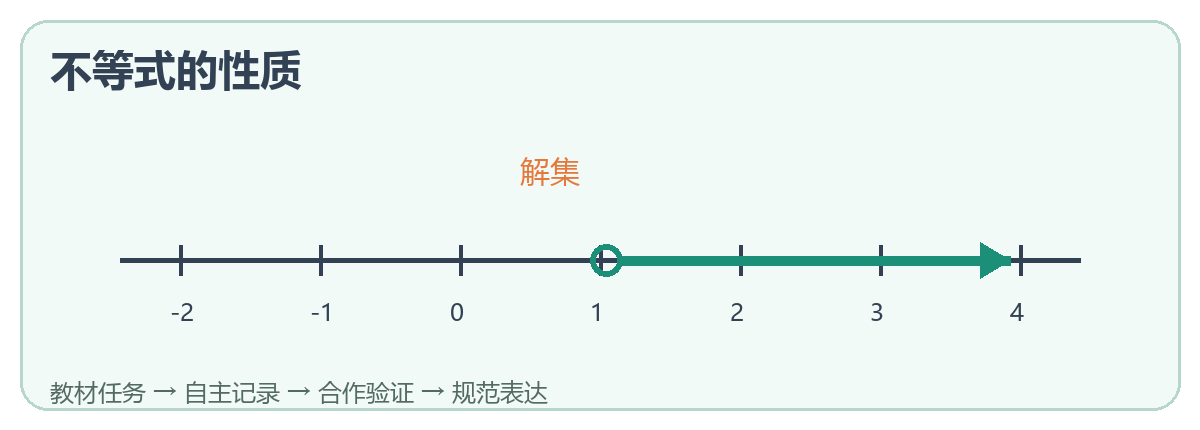 不等式的性质
解集
-2 -1 0 1 2 3 4
教材任务 → 自主记录 → 合作验证 → 规范表达